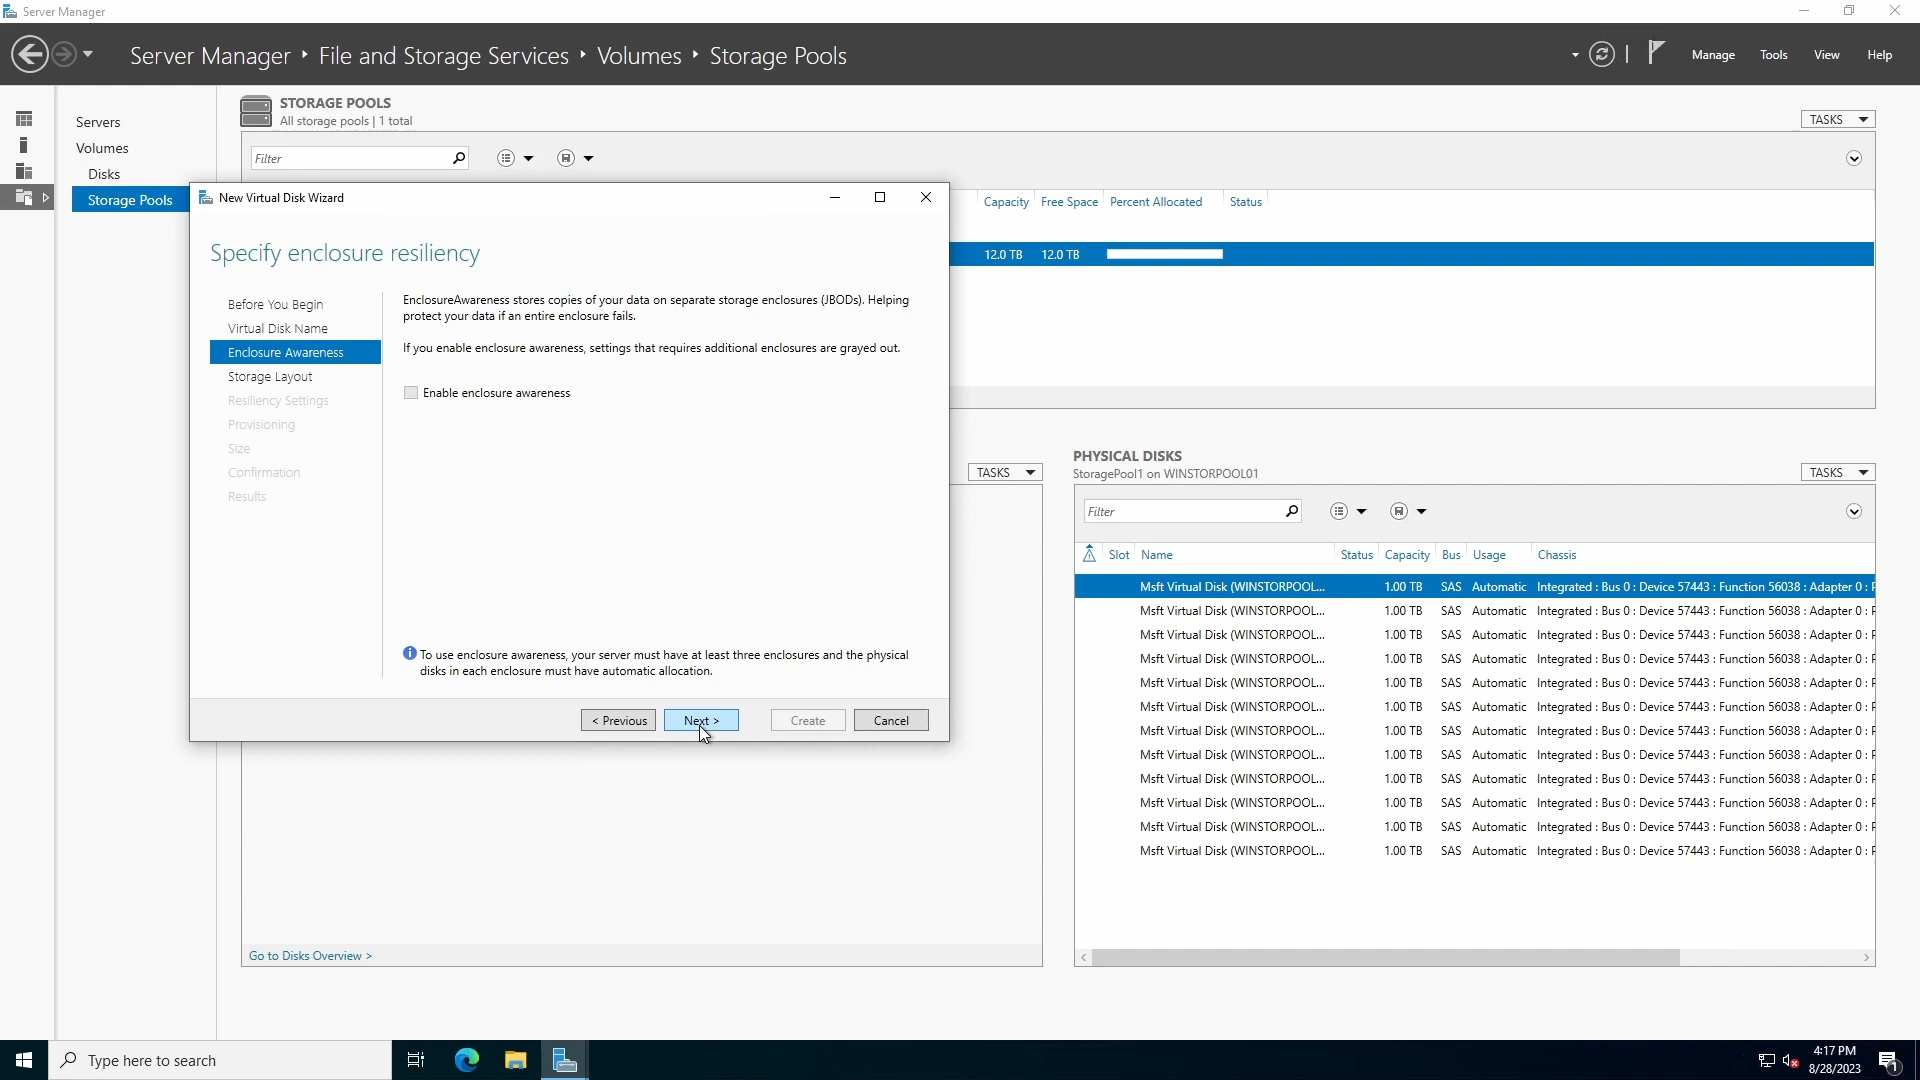 Server Manager
Server Manager ‣ File and Storage Services ‣ Volumes ‣ Storage Pools
Manage
Tools
View
Help
Servers
Volumes
Disks
Storage Pools
STORAGE POOLS
All storage pools | 1 total
TASKS
Filter
Capacity
Free Space
Percent Allocated
Status
12.0 TB
12.0 TB
New Virtual Disk Wizard
Specify enclosure resiliency
Before You Begin
Virtual Disk Name
Enclosure Awareness
Storage Layout
Resiliency Settings
Provisioning
Size
Confirmation
Results
EnclosureAwareness stores copies of your data on separate storage enclosures (JBODs). Helping
protect your data if an entire enclosure fails.
If you enable enclosure awareness, settings that requires additional enclosures are grayed out.
Enable enclosure awareness
To use enclosure awareness, your server must have at least three enclosures and the physical
disks in each enclosure must have automatic allocation.
< Previous
Next >
Create
Cancel
TASKS
Go to Disks Overview >
PHYSICAL DISKS
StoragePool1 on WINSTORPOOL01
TASKS
Filter
Slot Name Status Capacity Bus Usage Chassis
Msft Virtual Disk (WINSTORPOOL... 1.00 TB SAS Automatic Integrated : Bus 0 : Device 57443 : Function 56038 : Adapter 0 :
Msft Virtual Disk (WINSTORPOOL... 1.00 TB SAS Automatic Integrated : Bus 0 : Device 57443 : Function 56038 : Adapter 0 :
Msft Virtual Disk (WINSTORPOOL... 1.00 TB SAS Automatic Integrated : Bus 0 : Device 57443 : Function 56038 : Adapter 0 :
Msft Virtual Disk (WINSTORPOOL... 1.00 TB SAS Automatic Integrated : Bus 0 : Device 57443 : Function 56038 : Adapter 0 :
Msft Virtual Disk (WINSTORPOOL... 1.00 TB SAS Automatic Integrated : Bus 0 : Device 57443 : Function 56038 : Adapter 0 :
Msft Virtual Disk (WINSTORPOOL... 1.00 TB SAS Automatic Integrated : Bus 0 : Device 57443 : Function 56038 : Adapter 0 :
Msft Virtual Disk (WINSTORPOOL... 1.00 TB SAS Automatic Integrated : Bus 0 : Device 57443 : Function 56038 : Adapter 0 :
Msft Virtual Disk (WINSTORPOOL... 1.00 TB SAS Automatic Integrated : Bus 0 : Device 57443 : Function 56038 : Adapter 0 :
Msft Virtual Disk (WINSTORPOOL... 1.00 TB SAS Automatic Integrated : Bus 0 : Device 57443 : Function 56038 : Adapter 0 :
Msft Virtual Disk (WINSTORPOOL... 1.00 TB SAS Automatic Integrated : Bus 0 : Device 57443 : Function 56038 : Adapter 0 :
Msft Virtual Disk (WINSTORPOOL... 1.00 TB SAS Automatic Integrated : Bus 0 : Device 57443 : Function 56038 : Adapter 0 :
Msft Virtual Disk (WINSTORPOOL... 1.00 TB SAS Automatic Integrated : Bus 0 : Device 57443 : Function 56038 : Adapter 0 :
Type here to search
4:17 PM
8/28/2023
1